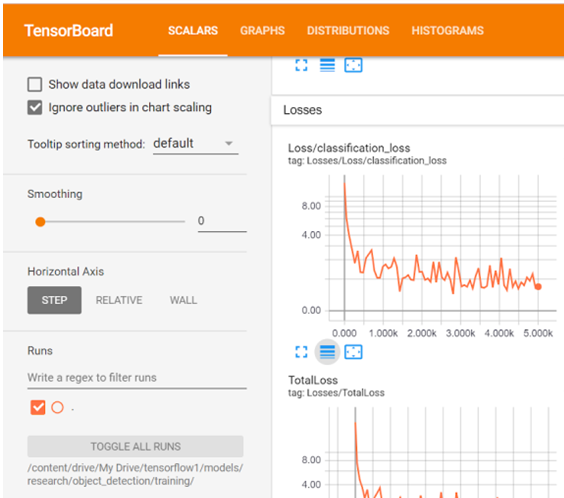 TensorBoard SCALARS GRAPHS DISTRIBUTIONS HISTOGRAMS
Show data download links
Ignore outliers in chart scaling
Tooltip sorting method: default
Smoothing
0
Horizontal Axis
STEP RELATIVE WALL
Runs
Write a regex to filter runs
.
TOGGLE ALL RUNS
/content/drive/My Drive/tensorflow1/models/
research/object_detection/training/
Losses
Loss/classification_loss
tag: Losses/Loss/classification_loss
8.00
4.00
0.00
0.000 1.000k 2.000k 3.000k 4.000k 5.000k
TotalLoss
tag: Losses/TotalLoss
8.00
4.00